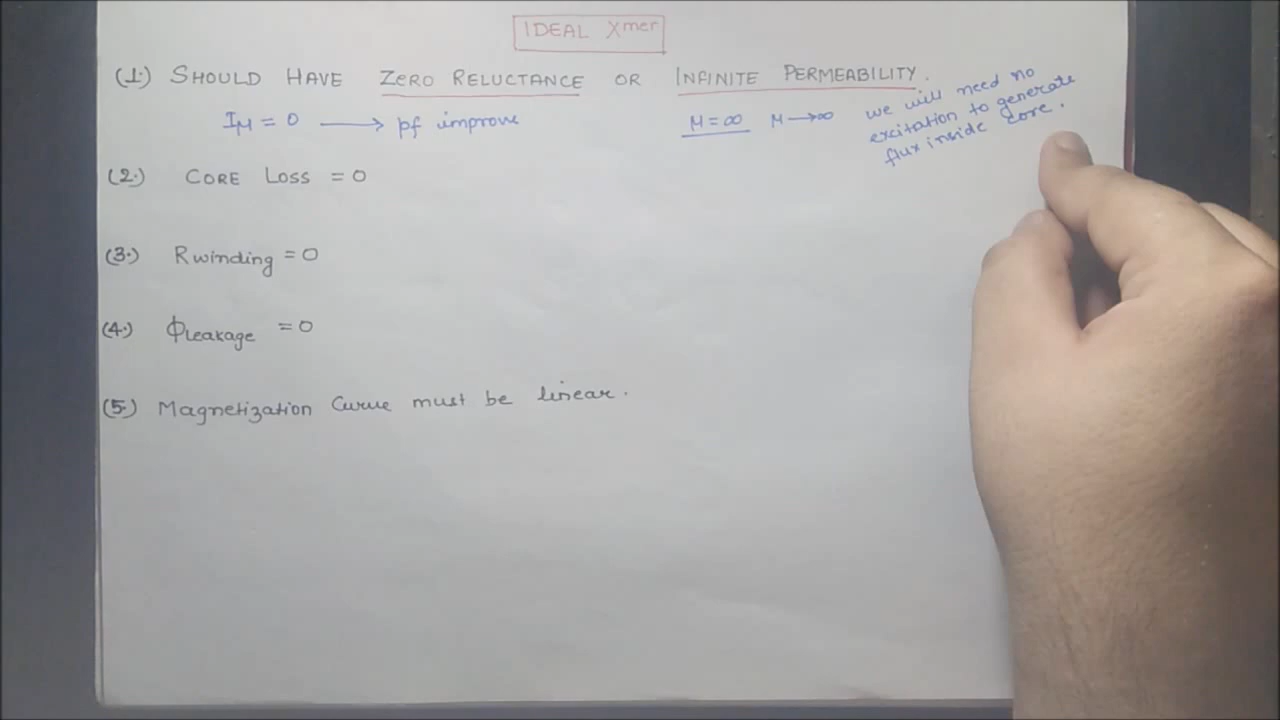 IDEAL Xmer
(1.) SHOULD HAVE ZERO RELUCTANCE OR INFINITE PERMEABILITY.
Iμ = 0 ⟶ pf improve
μ = ∞ μ → ∞
we will need no
excitation to generate
flux inside core.
(2.) CORE LOSS = 0
(3.) Rwinding = 0
(4.) Φleakage = 0
(5.) Magnetization Curve must be linear.